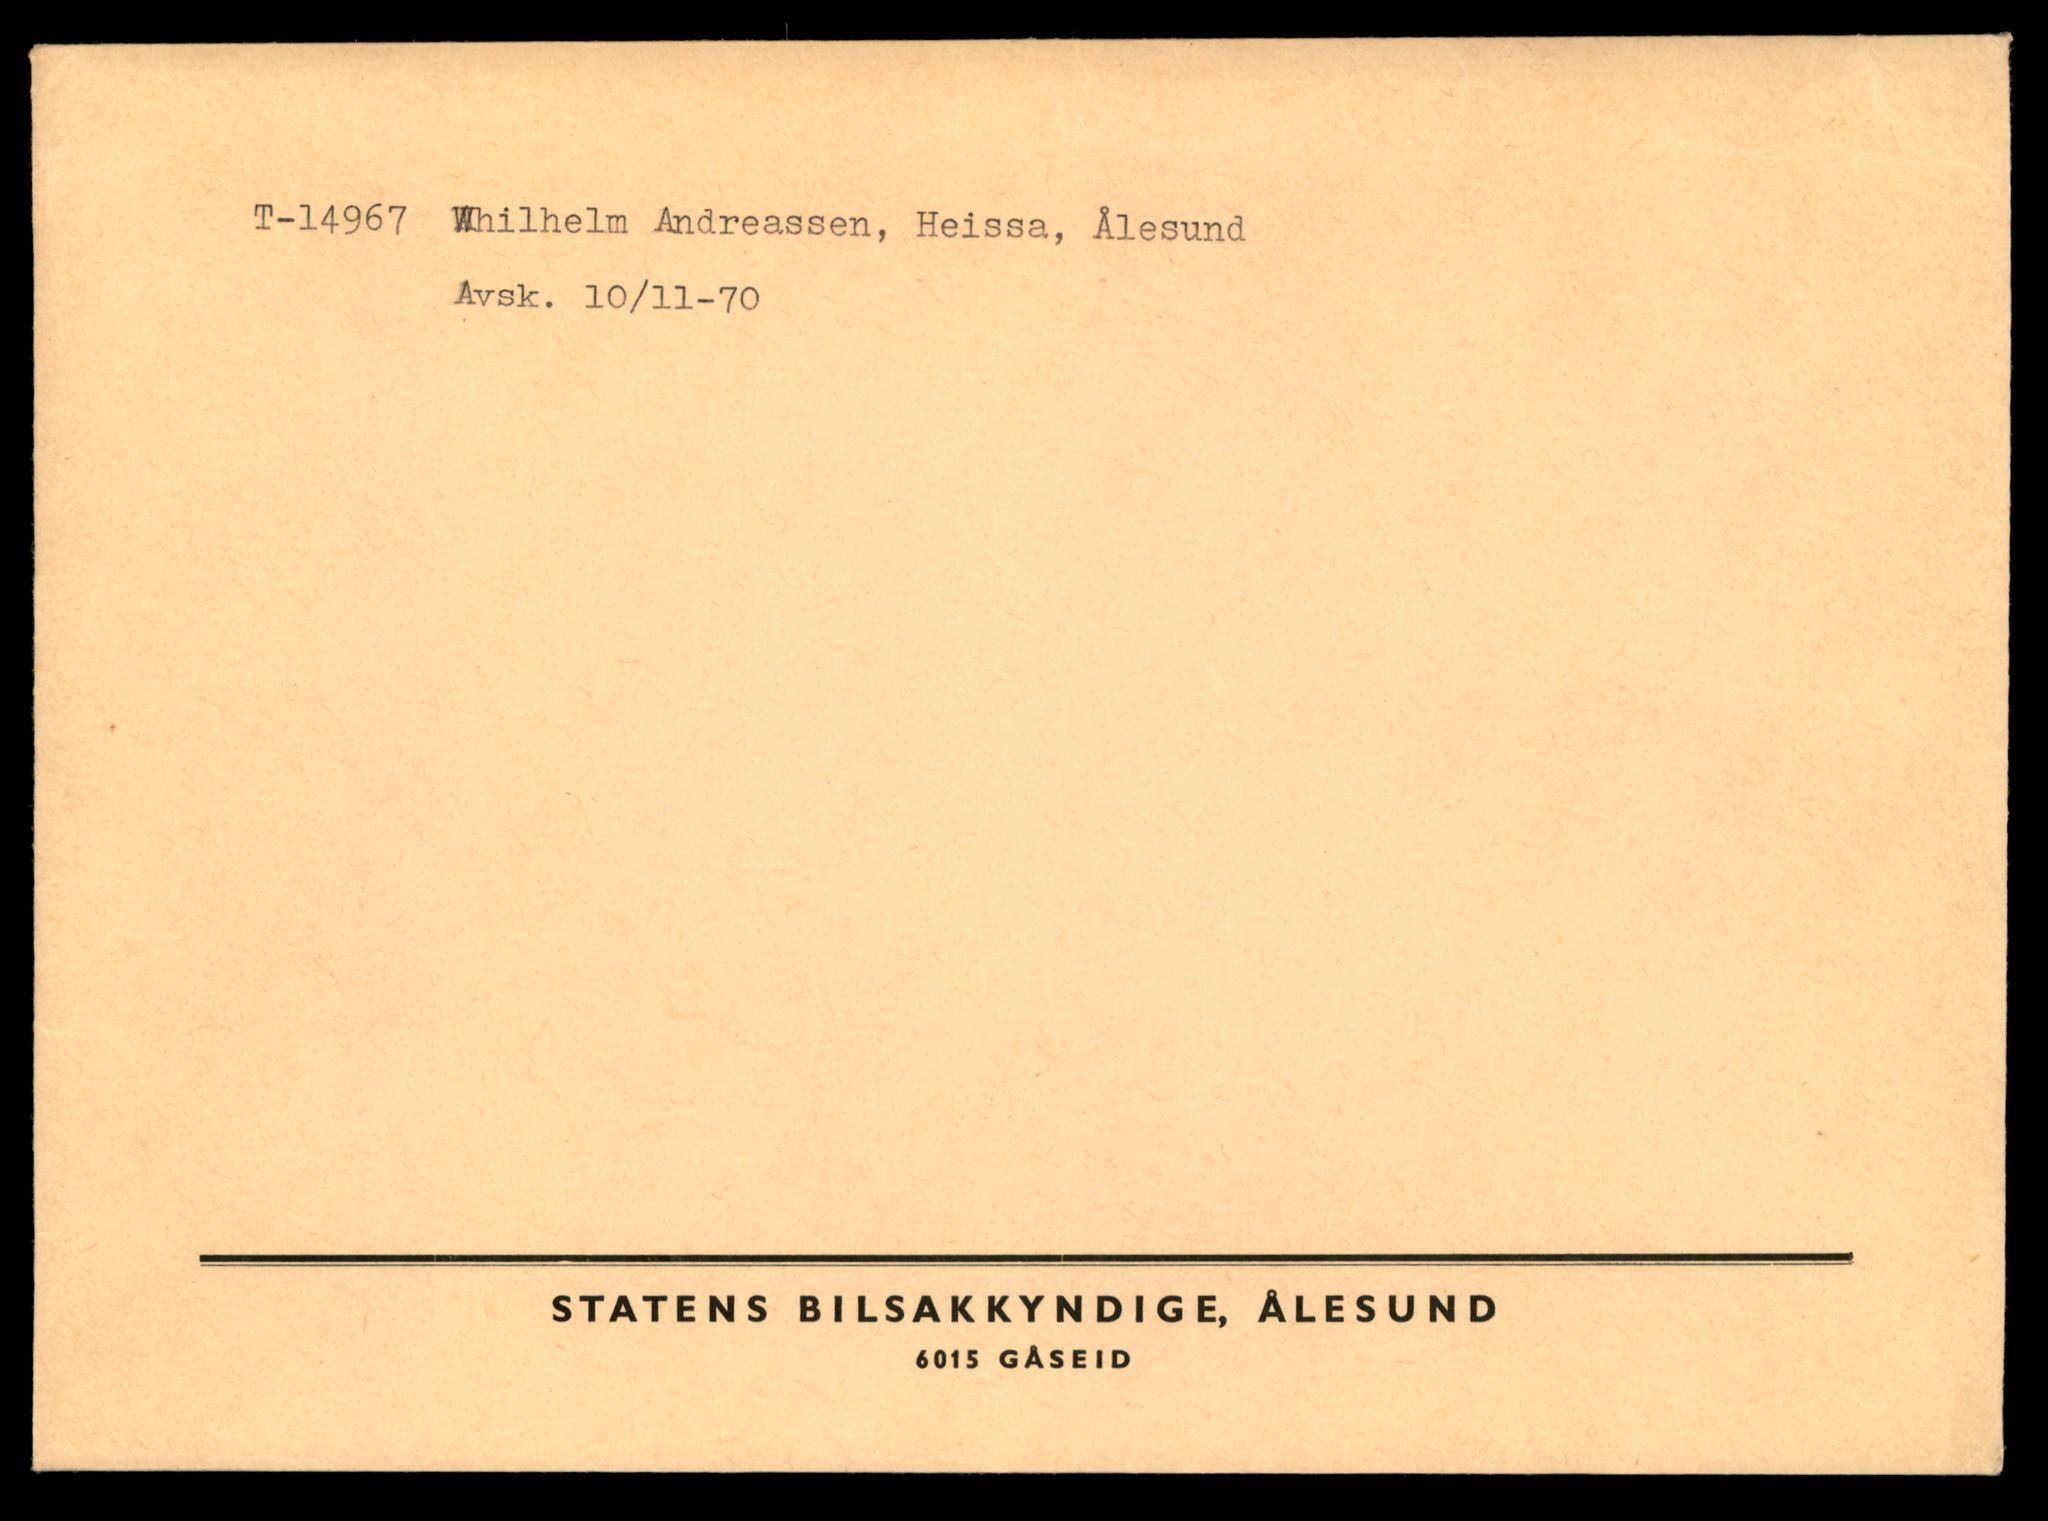 T-14967 Whilhelm Andreassen, Heissa, Ålesund
Avsk. 10/11-70
STATENS BILSAKKYNDIGE, ÅLESUND
6015 GÅSEID